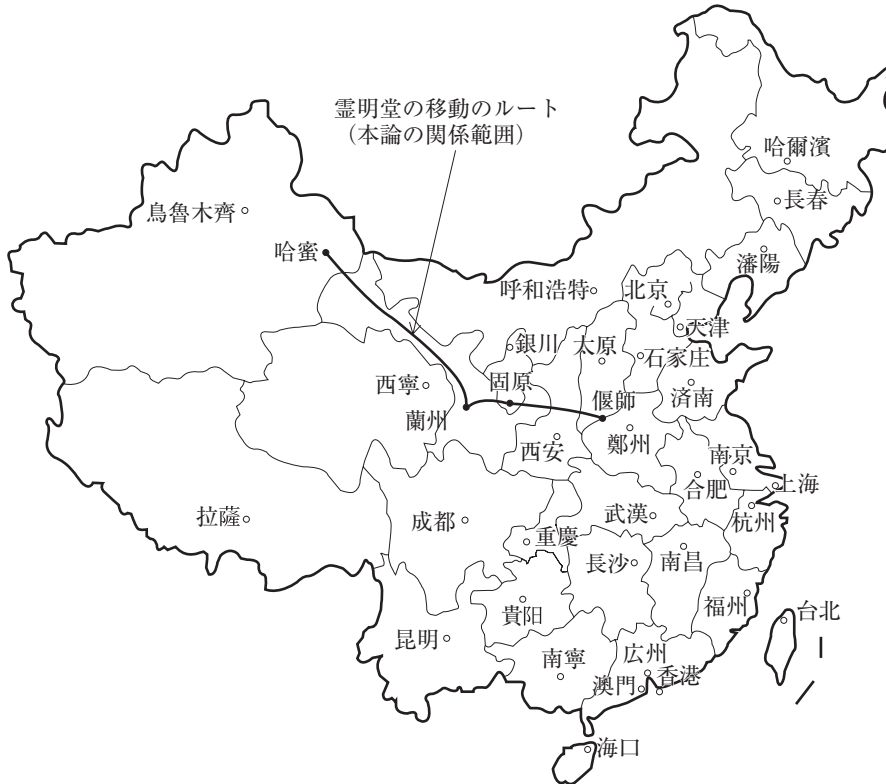 霊明堂の移動のルート
（本論の関係範囲）
哈爾濱
長春
烏魯木齊
哈蜜
瀋陽
呼和浩特
北京
天津
銀川
太原
石家庄
西寧
固原
済南
蘭州
偃師
西安
鄭州
南京
合肥
上海
拉薩
成都
武漢
杭州
重慶
長沙
南昌
貴阳
福州
台北
昆明
南寧
広州
澳門
香港
海口